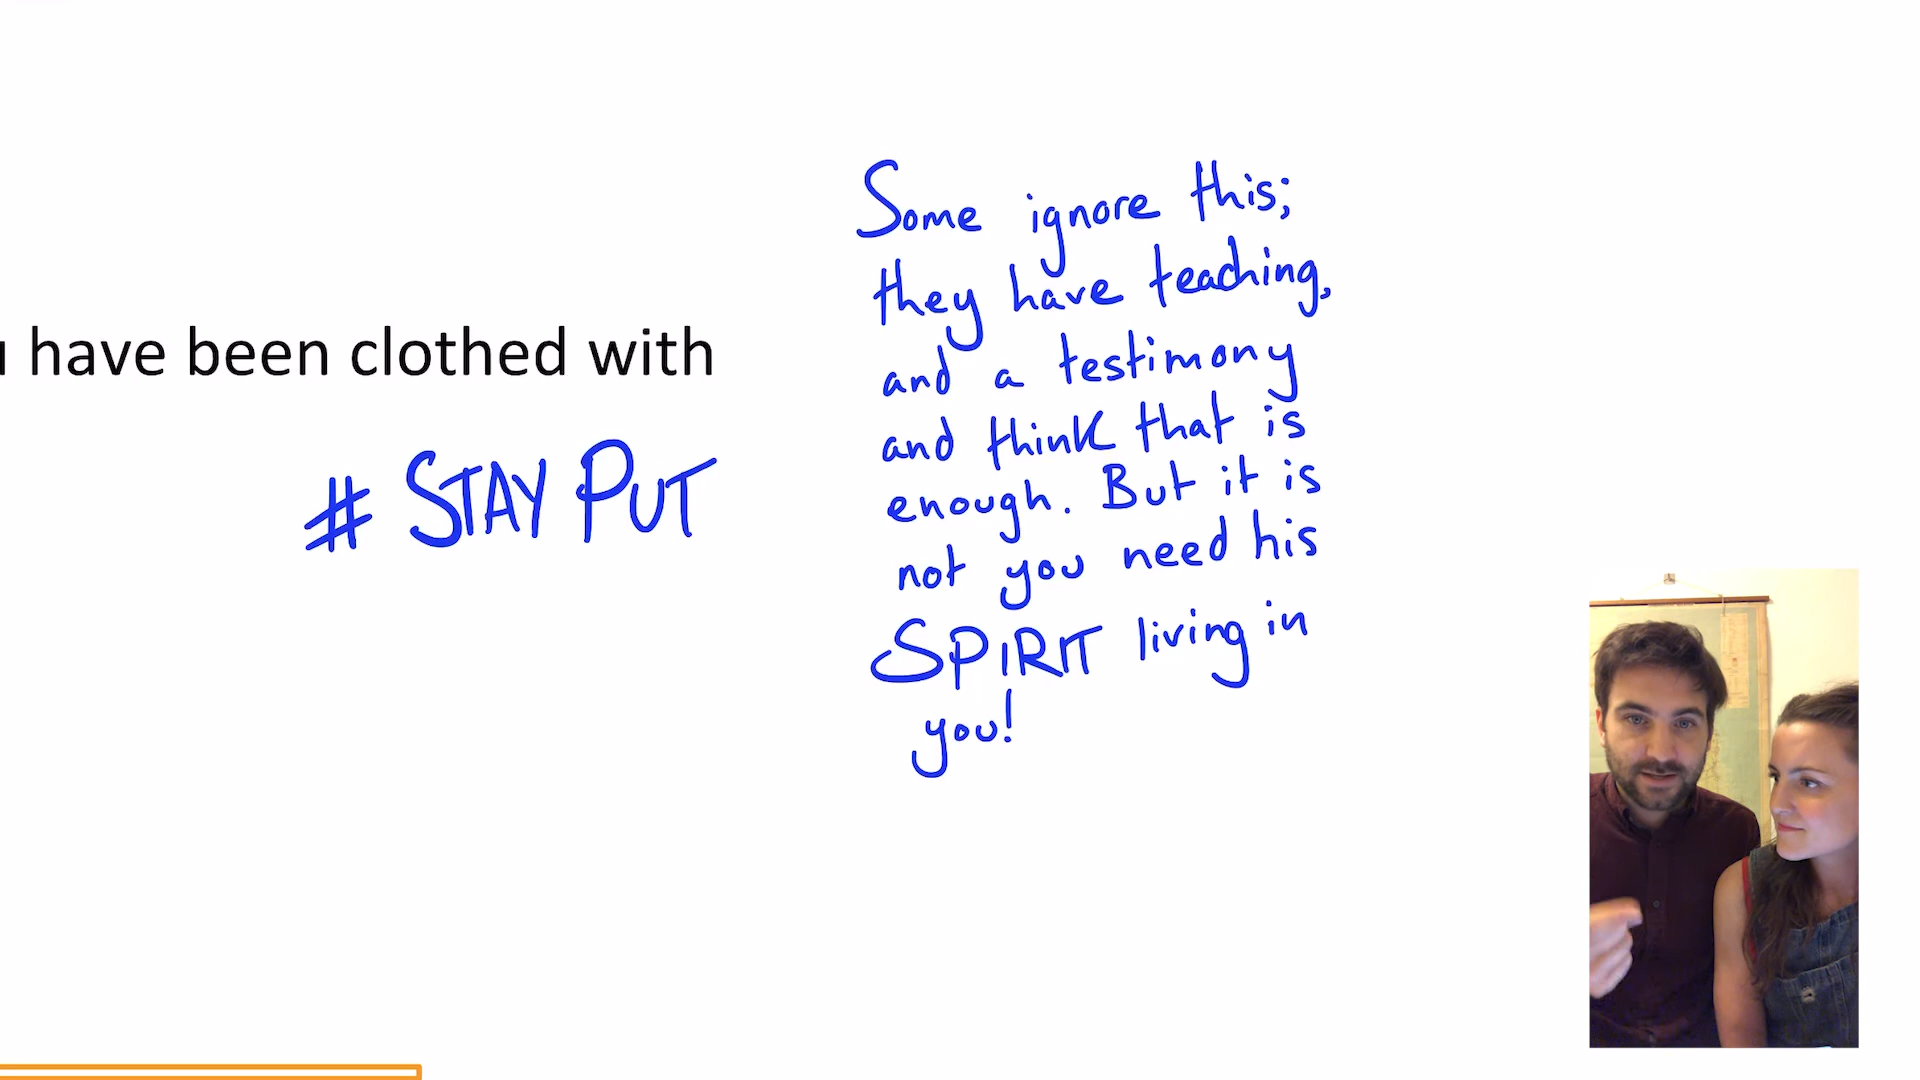 have been clothed with
# STAY PUT
Some ignore this;
they have teaching,
and a testimony
and think that is
enough. But it is
not you need his
SPIRIT living in
you!